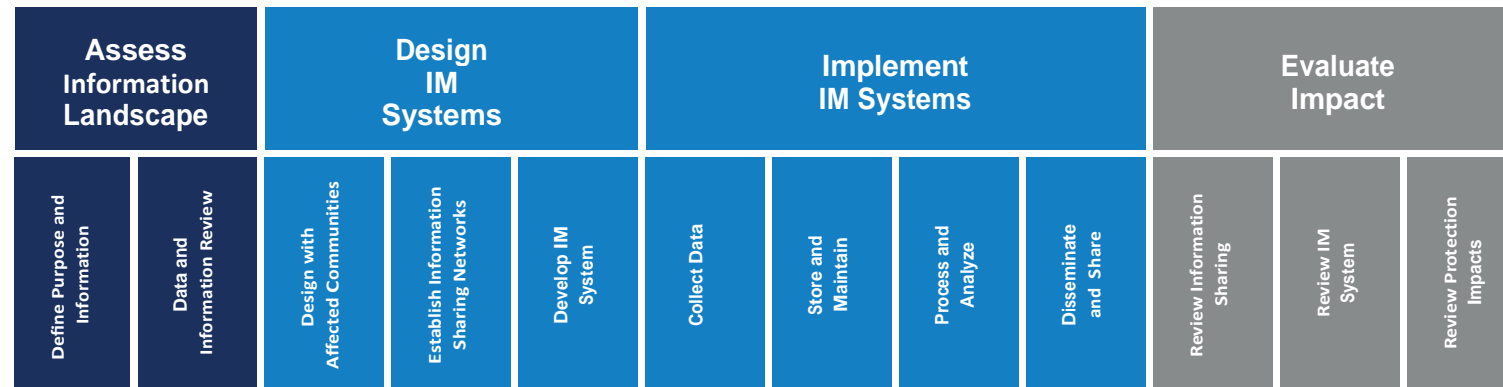 Assess
Information
Landscape
Design
IM
Systems
Implement
IM Systems
Evaluate
Impact
Define Purpose and
Information
Data and
Information Review
Design with
Affected Communities
Establish Information
Sharing Networks
Develop IM
System
Collect Data
Store and
Maintain
Process and
Analyze
Disseminate
and Share
Review Information
Sharing
Review IM
System
Review Protection
Impacts